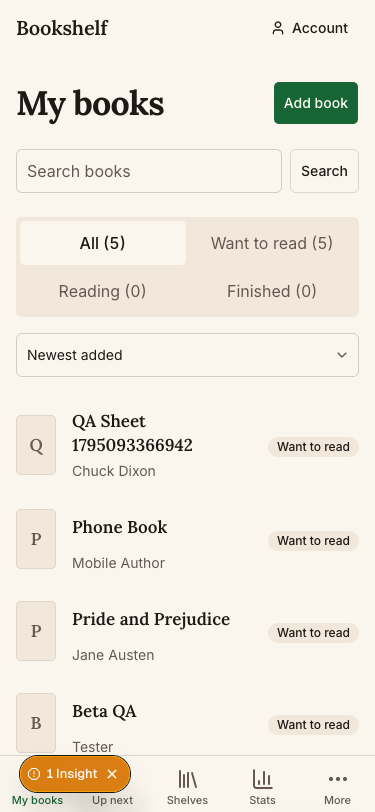 Bookshelf
Account
My books
Add book
Search books
Search
All (5)
Want to read (5)
Reading (0)
Finished (0)
Newest added
Q
QA Sheet
1795093366942
Chuck Dixon
Want to read
P
Phone Book
Mobile Author
Want to read
P
Pride and Prejudice
Jane Austen
Want to read
B
Beta QA
Tester
Want to read
1 Insight
My books
Up next
Shelves
Stats
More